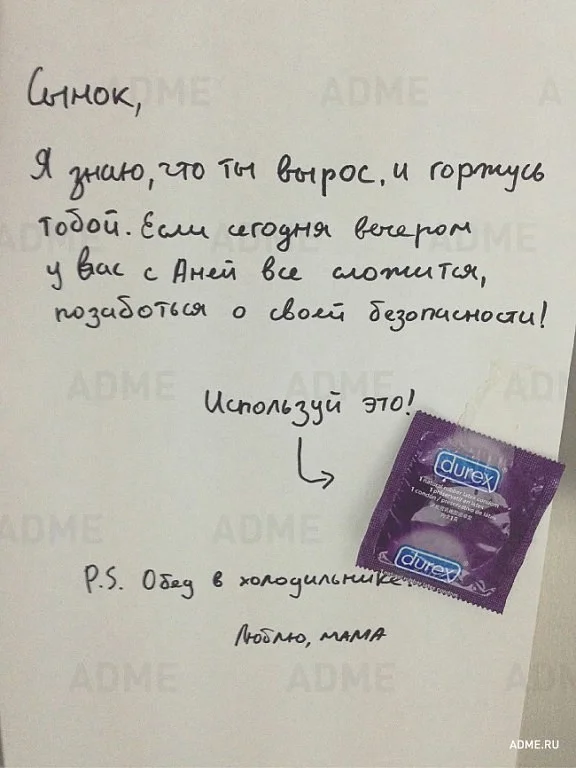 Сынок,
Я знаю, что ты вырос, и горжусь
тобой. Если сегодня вечером
у вас с Аней все сложится,
позаботься о своей безопасности!
Используй это!
durex
durex
P.S. Обед в холодильнике.
Люблю, мама
ADME
ADME.RU